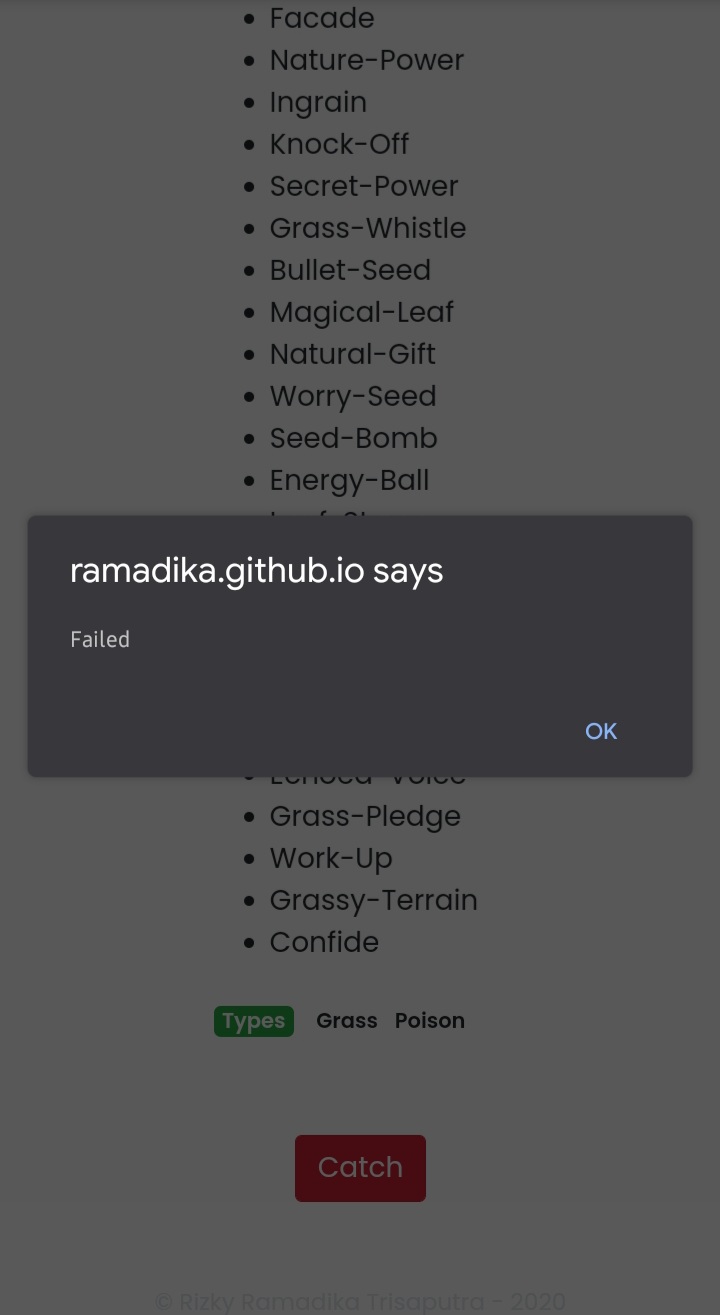 Facade
Nature-Power
Ingrain
Knock-Off
Secret-Power
Grass-Whistle
Bullet-Seed
Magical-Leaf
Natural-Gift
Worry-Seed
Seed-Bomb
Energy-Ball
ramadika.github.io says
Failed
OK
Echoed-Voice
Grass-Pledge
Work-Up
Grassy-Terrain
Confide
Types Grass Poison
Catch
© Rizky Ramadika Trisaputra - 2020